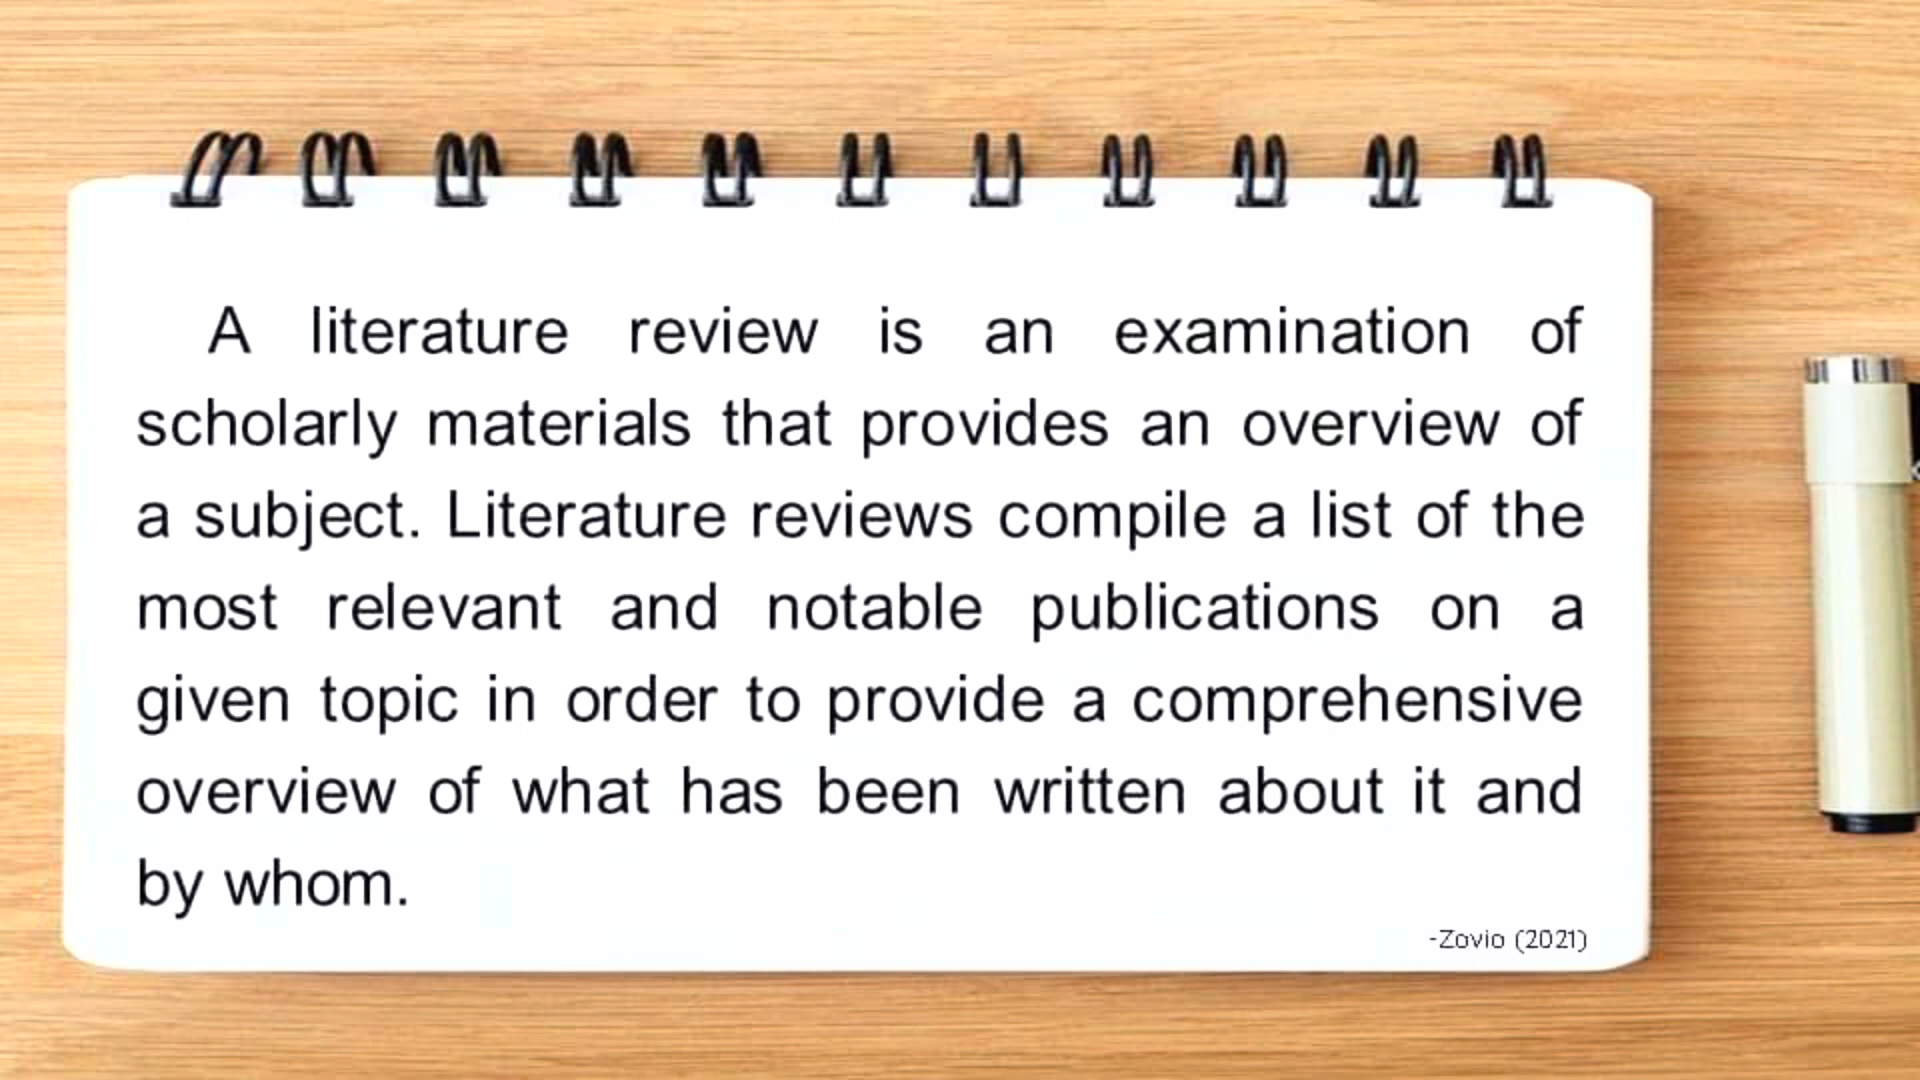 A literature review is an examination of
scholarly materials that provides an overview of
a subject. Literature reviews compile a list of the
most relevant and notable publications on a
given topic in order to provide a comprehensive
overview of what has been written about it and
by whom.
-Zovio (2021)